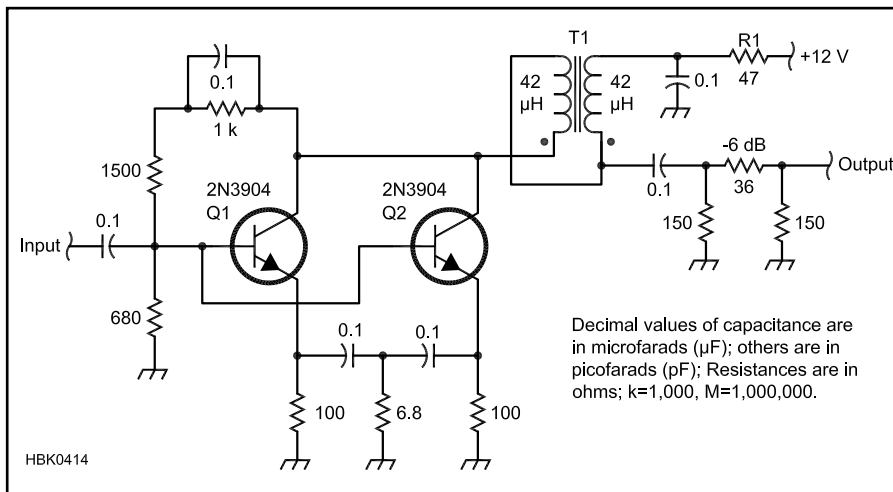 T1
R1
+12 V
47
0.1
42
µH
42
µH
0.1
1 k
-6 dB
Output
36
0.1
1500
2N3904
Q1
2N3904
Q2
150
150
0.1
Input
680
0.1
0.1
Decimal values of capacitance are
in microfarads (µF); others are in
picofarads (pF); Resistances are in
ohms; k=1,000, M=1,000,000.
100
6.8
100
HBK0414